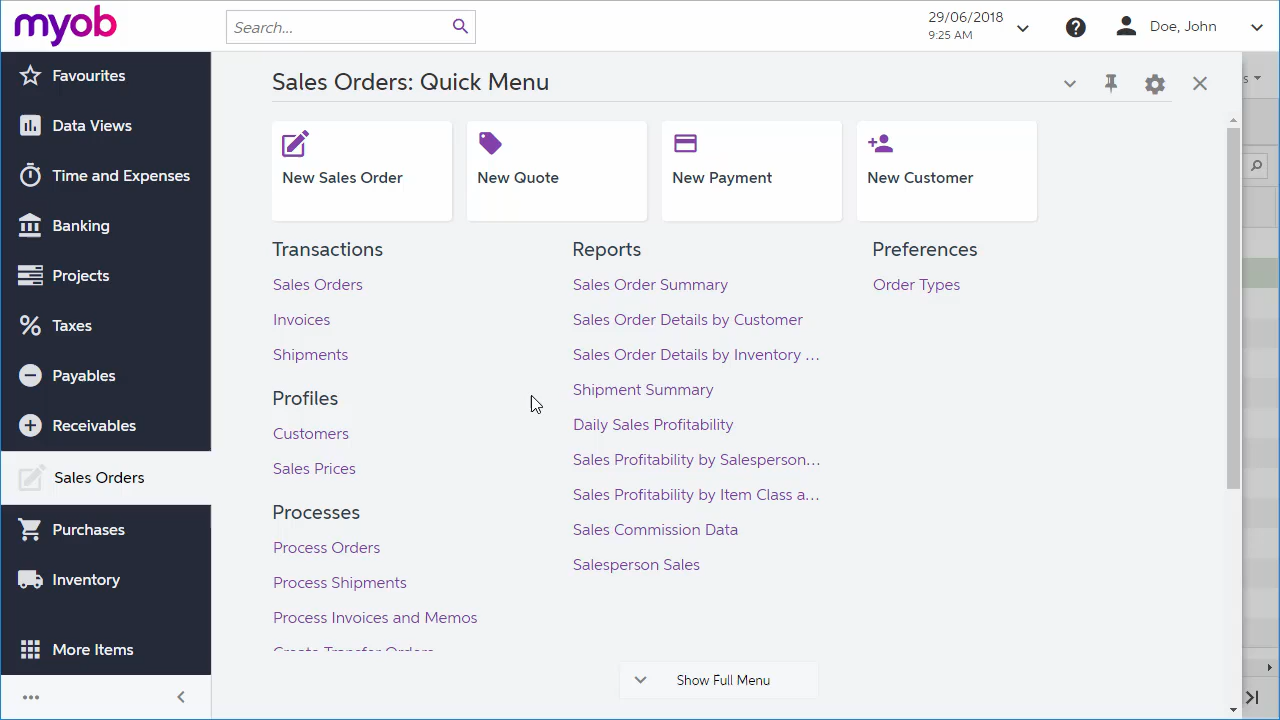 myob
Search...
29/06/2018
9:25 AM
Doe, John
Favourites
Data Views
Time and Expenses
Banking
Projects
Taxes
Payables
Receivables
Sales Orders
Purchases
Inventory
More Items
Sales Orders: Quick Menu
New Sales Order
New Quote
New Payment
New Customer
Transactions
Sales Orders
Invoices
Shipments
Profiles
Customers
Sales Prices
Processes
Process Orders
Process Shipments
Process Invoices and Memos
Create Transfer Orders
Reports
Sales Order Summary
Sales Order Details by Customer
Sales Order Details by Inventory ...
Shipment Summary
Daily Sales Profitability
Sales Profitability by Salesperson...
Sales Profitability by Item Class a...
Sales Commission Data
Salesperson Sales
Preferences
Order Types
Show Full Menu